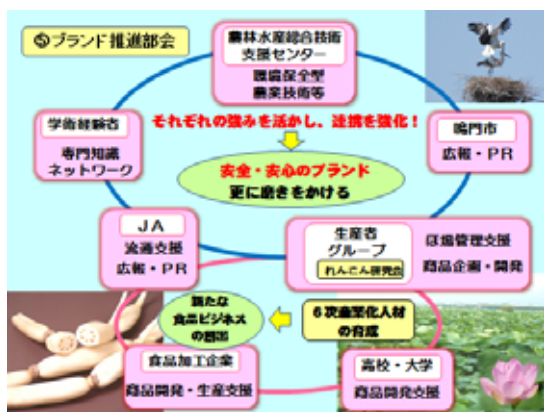 ⑤ブランド推進部会
農林水産総合技術
支援センター
環境保全型
農業技術等
学術経験者
専門知識
ネットワーク
それぞれの強みを活かし、連携を強化！
鳴門市
広報・PR
安全・安心のブランド
更に磨きをかける
JA
流通支援
広報・PR
生産者
グループ
れんこん研究会
ほ場管理支援
商品企画・開発
新たな
食品ビジネス
の創出
6次産業化人材
の育成
食品加工企業
商品開発・生産支援
高校・大学
商品開発支援